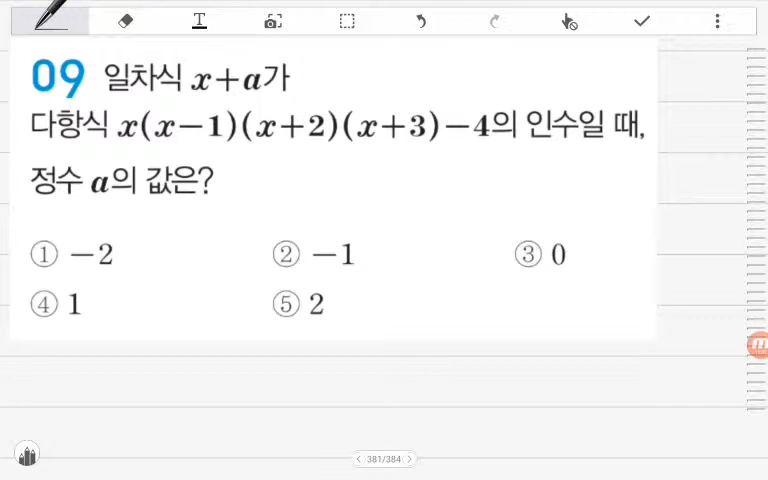 T
09 일차식 x+a가
다항식 x(x-1)(x+2)(x+3)-4의 인수일 때,
정수 a의 값은?
① -2 ② -1 ③ 0
④ 1 ⑤ 2
< 381/384 >